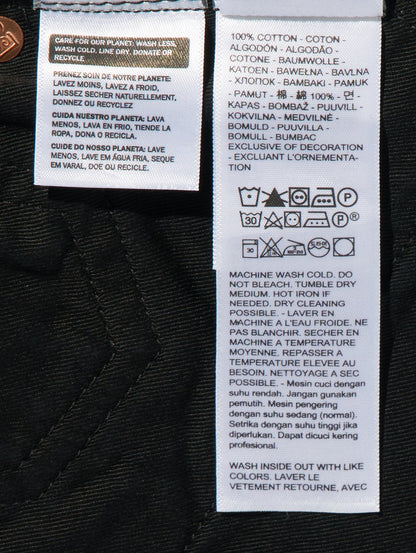 CARE FOR OUR PLANET: WASH LESS,
WASH COLD, LINE DRY, DONATE OR
RECYCLE
PRENEZ SOIN DE NOTRE PLANETE:
LAVEZ MOINS, LAVEZ A FROID,
LAISSEZ SECHER NATURELLEMENT,
DONNEZ OU RECYCLEZ
CUIDA NUESTRO PLANETA: LAVA
MENOS, LAVA EN FRIO, TIENDE LA
ROPA, DONA O RECICLA.
CUIDE DO NOSSO PLANETA: LAVE
MENOS, LAVE EM ÁGUA FRIA, SEQUE
EM VARAL, DOE OU RECICLE.
100% COTTON - COTON -
ALGODÓN - ALGODÃO -
COTONE - BAUMWOLLE -
KATOEN - BAWEŁNA - BAVLNA
- ХЛОПОК - ΒΑΜΒΑΚΙ - PAMUK
- PAMUT - 棉 - 綿 100% - 면 -
KAPAS - BOMBAŽ - PUUVILL -
KOKVILNA - MEDVILNĖ -
BOMULD - PUUVILLA -
BOMULL - BUMBAC
EXCLUSIVE OF DECORATION
- EXCLUANT L'ORNEMENTA-
TION
P
30 P®
30
MACHINE WASH COLD. DO
NOT BLEACH. TUMBLE DRY
MEDIUM. HOT IRON IF
NEEDED. DRY CLEANING
POSSIBLE. - LAVER EN
MACHINE A L'EAU FROIDE. NE
PAS BLANCHIR. SECHER EN
MACHINE A TEMPERATURE
MOYENNE. REPASSER A
TEMPERATURE ELEVEE AU
BESOIN. NETTOYAGE A SEC
POSSIBLE. - Mesin cuci dengan
suhu rendah. Jangan gunakan
pemutih. Mesin pengering
dengan suhu sedang (normal).
Setrika dengan suhu tinggi jika
diperlukan. Dapat dicuci kering
profesional.
WASH INSIDE OUT WITH LIKE
COLORS. LAVER LE
VETEMENT RETOURNE, AVEC